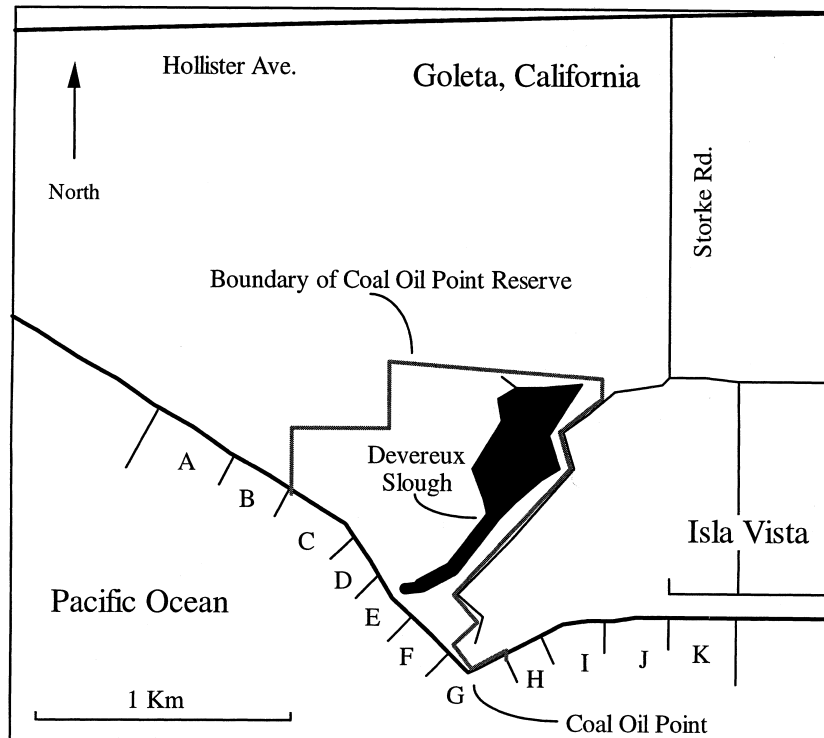 Hollister Ave.
Goleta, California
North
Storke Rd.
Boundary of Coal Oil Point Reserve
Devereux
Slough
Isla Vista
Pacific Ocean
A
B
C
D
E
F
G
H
I
J
K
1 Km
Coal Oil Point